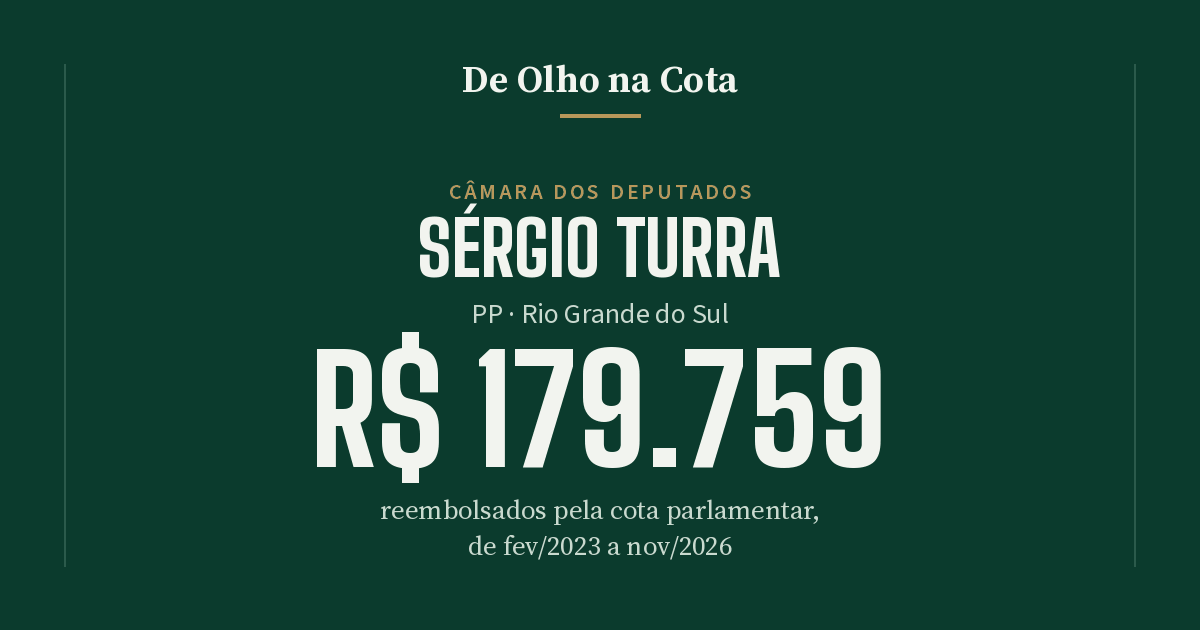 De Olho na Cota
CÂMARA DOS DEPUTADOS
SÉRGIO TURRA
PP · Rio Grande do Sul
R$ 179.759
reembolsados pela cota parlamentar,
de fev/2023 a nov/2026